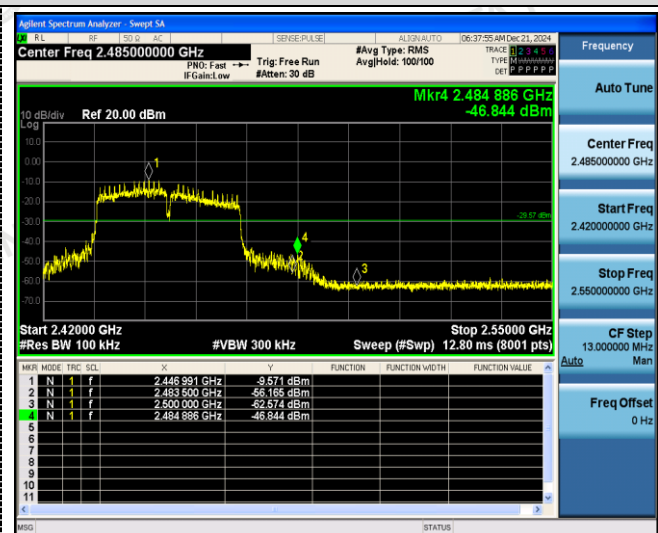 Agilent Spectrum Analyzer - Swept SA
RL RF 50 Ω AC SENSE:PULSE ALIGN AUTO 06:37:55 AM Dec 21, 2024
Center Freq 2.485000000 GHz
PNO: Fast
IFGain:Low
Trig: Free Run
#Atten: 30 dB
#Avg Type: RMS
Avg|Hold: 100/100
TRACE 1 2 3 4 5 6
TYPE M
DET P P P P P P
Mkr4 2.484 886 GHz
-46.844 dBm
10 dB/div Ref 20.00 dBm
Log
10.0
0.00
-10.0
-20.0
-30.0
-40.0
-50.0
-60.0
-70.0
1
-29.57 dBm
4
2
3
Start 2.42000 GHz Stop 2.55000 GHz
#Res BW 100 kHz #VBW 300 kHz Sweep (#Swp) 12.80 ms (8001 pts)
MKR MODE TRC SCL X Y FUNCTION FUNCTION WIDTH FUNCTION VALUE
1 N 1 f 2.446 991 GHz -9.571 dBm
2 N 1 f 2.483 500 GHz -56.165 dBm
3 N 1 f 2.500 000 GHz -62.574 dBm
4 N 1 f 2.484 886 GHz -46.844 dBm
5
6
7
8
9
10
11
MSG STATUS
Frequency
Auto Tune
Center Freq
2.485000000 GHz
Start Freq
2.420000000 GHz
Stop Freq
2.550000000 GHz
CF Step
13.000000 MHz
Auto Man
Freq Offset
0 Hz